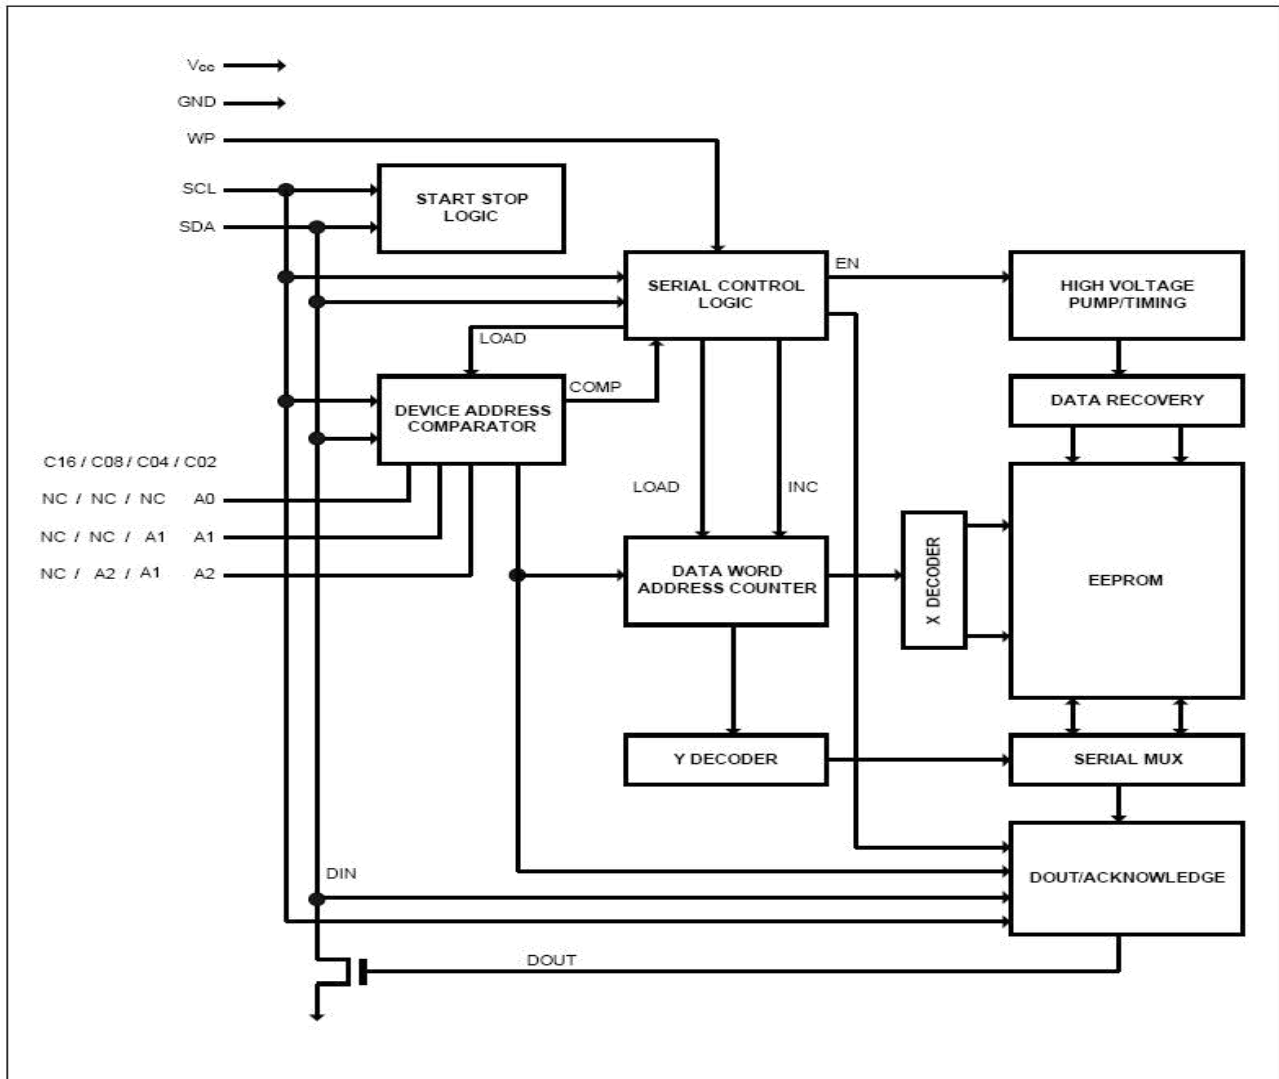 Vcc
GND
WP
SCL
SDA
START STOP
LOGIC
SERIAL CONTROL
LOGIC
EN
HIGH VOLTAGE
PUMP/TIMING
LOAD
COMP
DEVICE ADDRESS
COMPARATOR
DATA RECOVERY
C16 / C08 / C04 / C02
NC / NC / NC A0
NC / NC / A1 A1
NC / A2 / A1 A2
LOAD
INC
DATA WORD
ADDRESS COUNTER
X DECODER
EEPROM
Y DECODER
SERIAL MUX
DIN
DOUT/ACKNOWLEDGE
DOUT